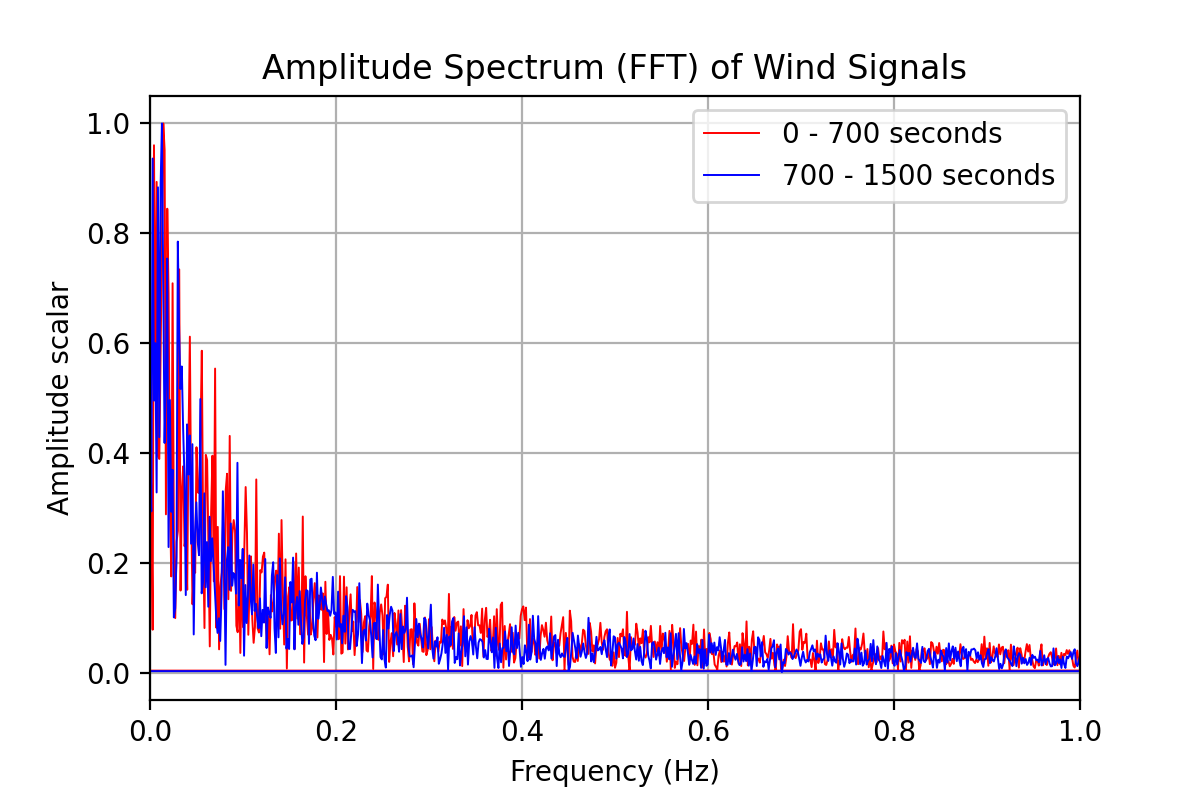 Amplitude Spectrum (FFT) of Wind Signals
0 - 700 seconds
700 - 1500 seconds
Amplitude scalar
1.0
0.8
0.6
0.4
0.2
0.0
0.0 0.2 0.4 0.6 0.8 1.0
Frequency (Hz)